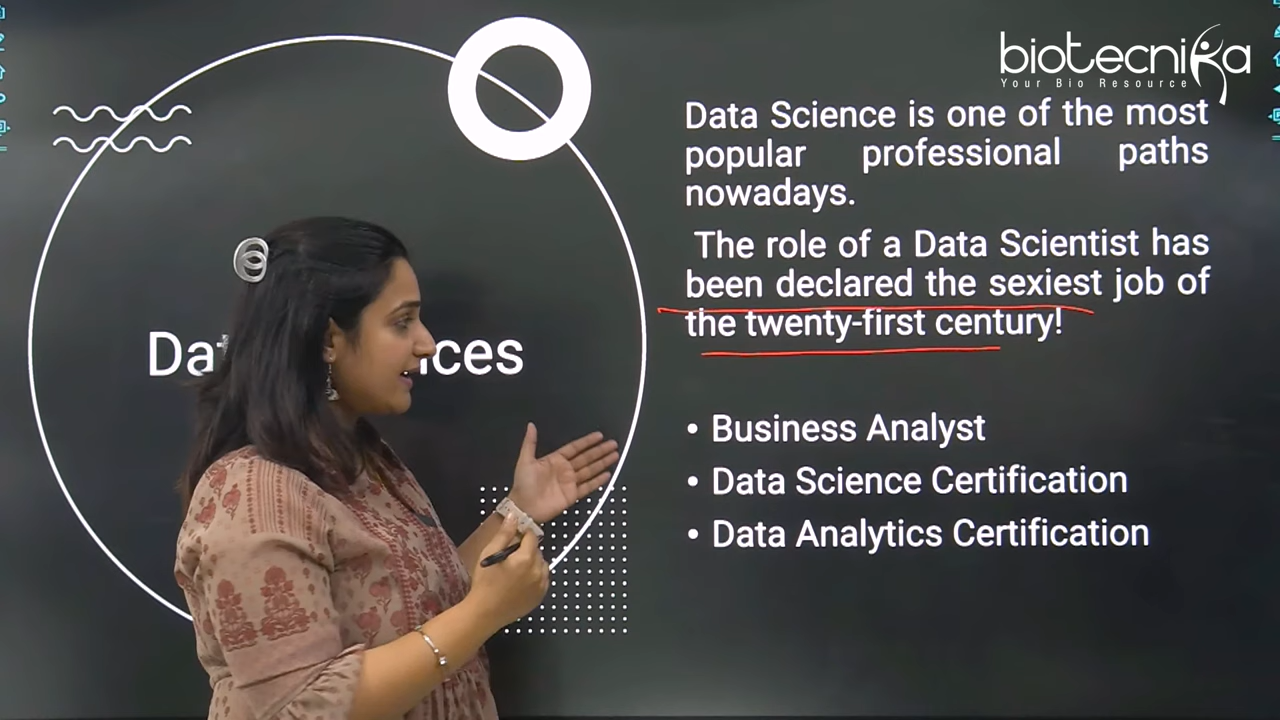 biotecnika
Your Bio Resource
Data Science is one of the most
popular professional paths
nowadays.
The role of a Data Scientist has
been declared the sexiest job of
the twenty-first century!
• Business Analyst
• Data Science Certification
• Data Analytics Certification